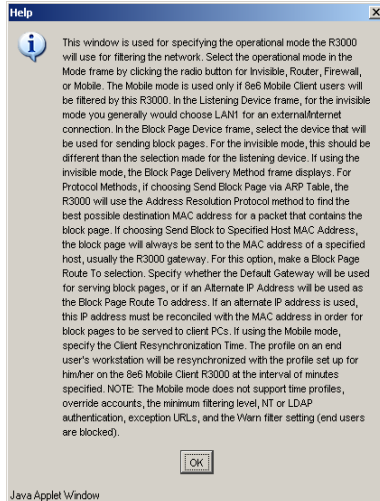 Help
This window is used for specifying the operational mode the R3000
will use for filtering the network. Select the operational mode in the
Mode frame by clicking the radio button for Invisible, Router, Firewall,
or Mobile. The Mobile mode is used only if 8e6 Mobile Client users will
be filtered by this R3000. In the Listening Device frame, for the invisible
mode you generally would choose LAN1 for an external/Internet
connection. In the Block Page Device frame, select the device that will
be used for sending block pages. For the invisible mode, this should be
different than the selection made for the listening device. If using the
invisible mode, the Block Page Delivery Method frame displays. For
Protocol Methods, if choosing Send Block Page via ARP Table, the
R3000 will use the Address Resolution Protocol method to find the
best possible destination MAC address for a packet that contains the
block page. If choosing Send Block to Specified Host MAC Address,
the block page will always be sent to the MAC address of a specified
host, usually the R3000 gateway. For this option, make a Block Page
Route To selection. Specify whether the Default Gateway will be used
for serving block pages, or if an Alternate IP Address will be used as
the Block Page Route To address. If an alternate IP address is used,
this IP address must be reconciled with the MAC address in order for
block pages to be served to client PCs. If using the Mobile mode,
specify the Client Resynchronization Time. The profile on an end
user's workstation will be resynchronized with the profile set up for
him/her on the 8e6 Mobile Client R3000 at the interval of minutes
specified. NOTE: The Mobile mode does not support time profiles,
override accounts, the minimum filtering level, NT or LDAP
authentication, exception URLs, and the Warn filter setting (end users
are blocked).
OK
Java Applet Window